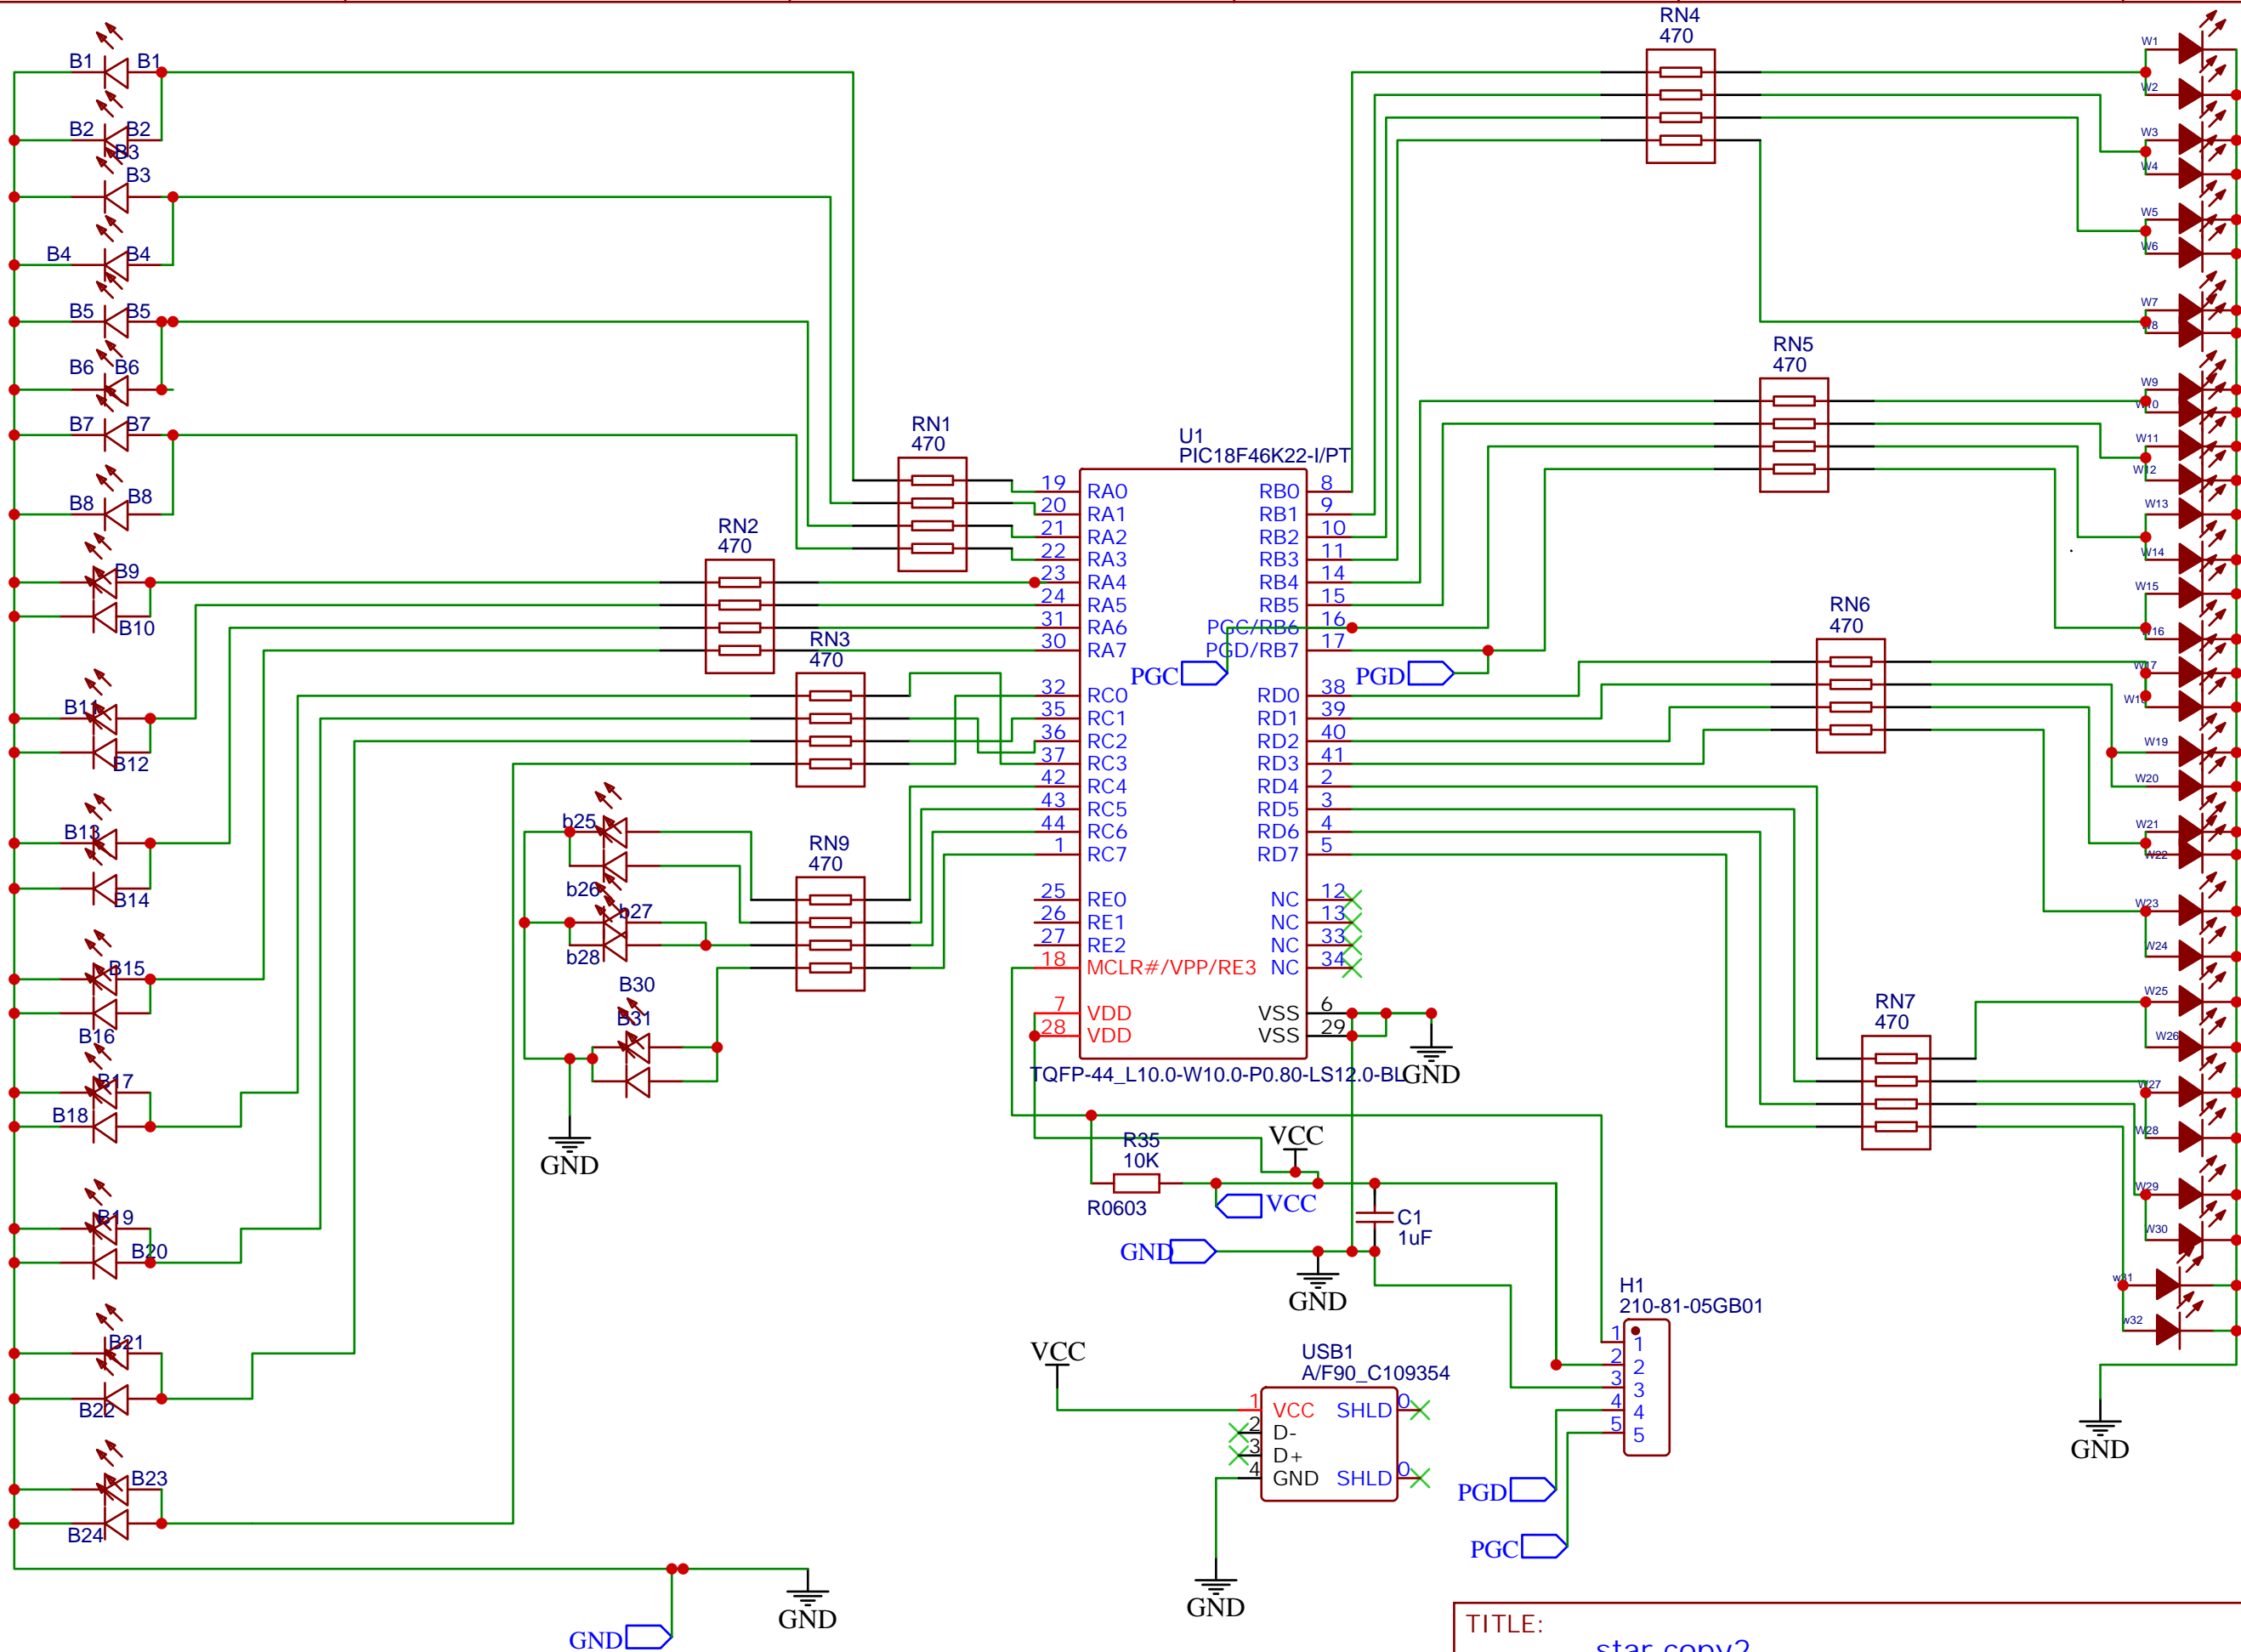 RN4
470
W1
B1 B1
W2
B2 B2
W3
B3
W4
B3
W5
B4 B4
W6
B5 B5
W7
W8
RN5
470
B6 B6
W9
W10
B7 B7
RN1
470
U1
PIC18F46K22-I/PT
W11
W12
B8 B8
W13
19 RA0 RB0 8
20 RA1 RB1 9
RN2
470
21 RA2 RB2 10
22 RA3 RB3 11
W14
B9
23 RA4 RB4 14
W15
24 RA5 RB5 15
RN6
470
B10
31 RA6 PGC/RB6 16
W16
RN3
470
30 RA7 PGD/RB7 17
PGC
PGD
W17
32 RC0 RD0 38
B11
35 RC1 RD1 39
36 RC2 RD2 40
W19
B12
37 RC3 RD3 41
42 RC4 RD4 2
W20
43 RC5 RD5 3
b25
B13
44 RC6 RD6 4
W21
RN9
470
1 RC7 RD7 5
W22
b26
B14
25 RE0 NC 12
W23
b27
26 RE1 NC 13
b28
27 RE2 NC 33
W24
B15
18 MCLR#/VPP/RE3 NC 34
B30
W25
RN7
470
7 VDD VSS 6
B31
28 VDD VSS 29
B16
W26
GND
TQFP-44_L10.0-W10.0-P0.80-LS12.0-BL
B17
W27
B18
W28
R35
10K
VCC
GND
R0603
VCC
W29
B19
C1
1uF
W30
B20
GND
GND
H1
210-81-05GB01
w31
w32
B21
VCC
USB1
A/F90_C109354
1 1
2 2
3 3
4 4
5 5
B22
1 VCC SHLD 0
2 D-
3 D+
4 GND SHLD 0
GND
B23
B24
PGD
PGC
GND
GND
GND
TITLE:
star copy2